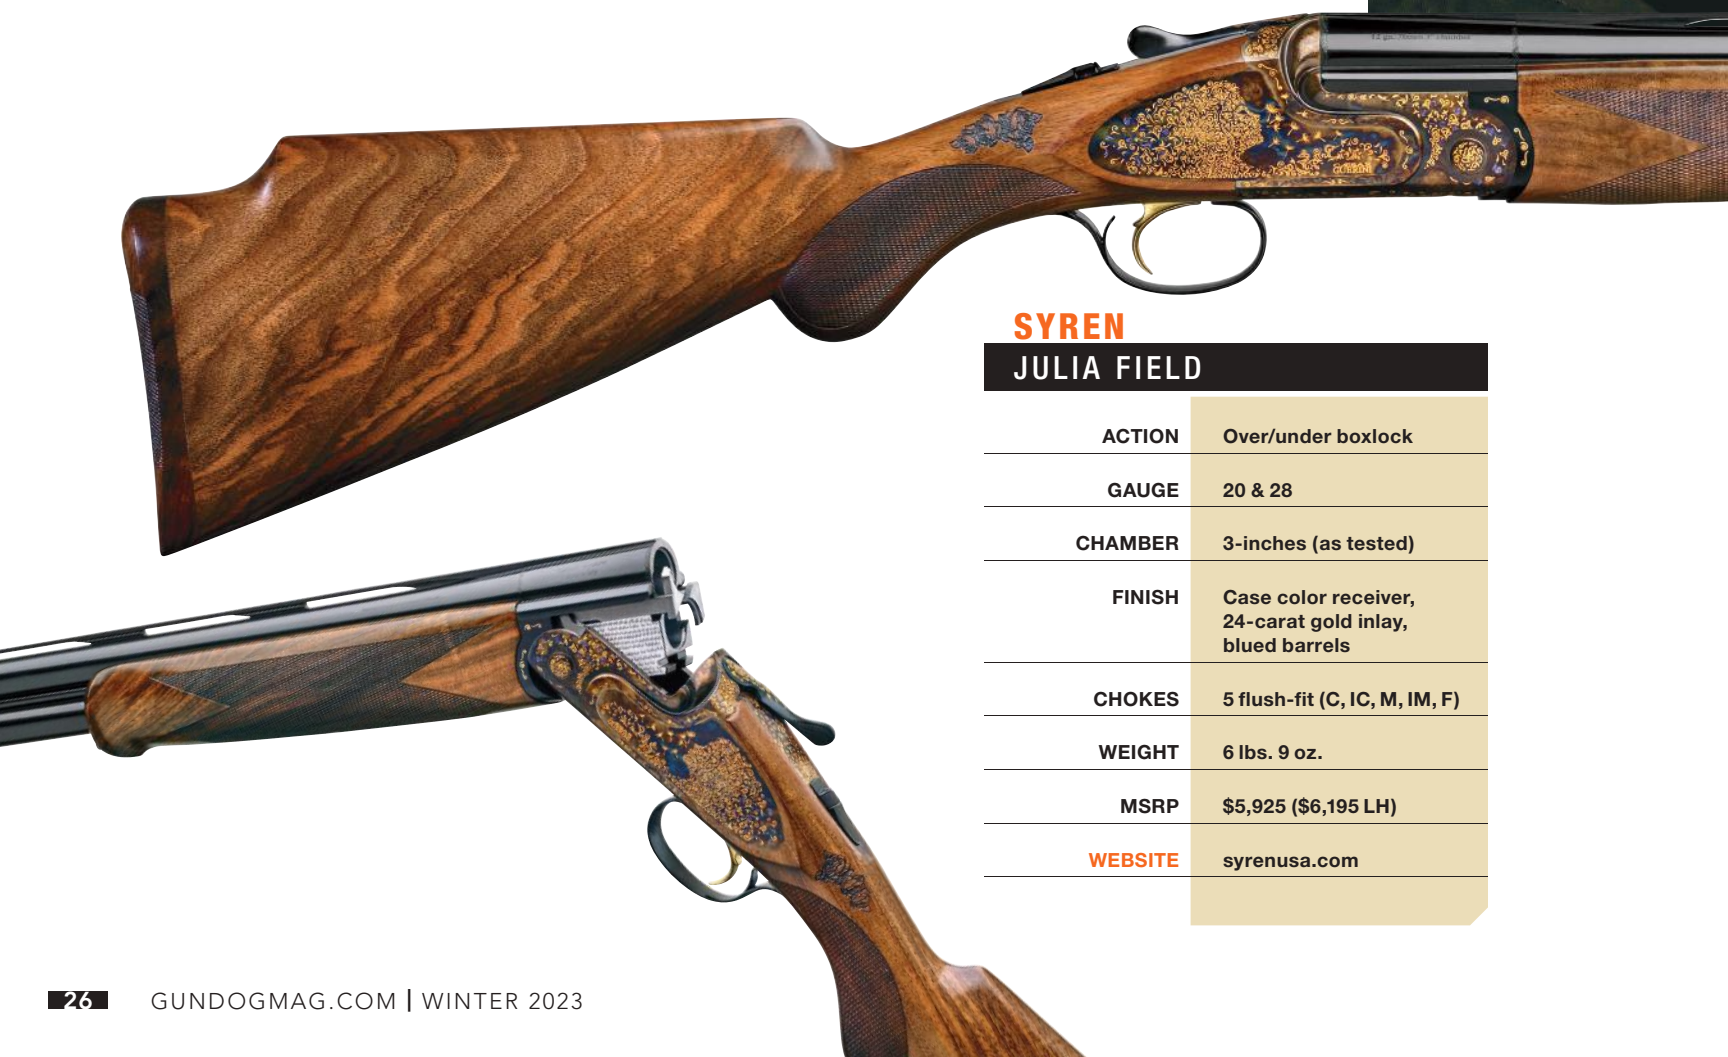 SYREN
JULIA FIELD
ACTION Over/under boxlock
GAUGE 20 & 28
CHAMBER 3-inches (as tested)
FINISH Case color receiver,
24-carat gold inlay,
blued barrels
CHOKES 5 flush-fit (C, IC, M, IM, F)
WEIGHT 6 lbs. 9 oz.
MSRP $5,925 ($6,195 LH)
WEBSITE syrenusa.com
26 GUNDOGMAG.COM | WINTER 2023